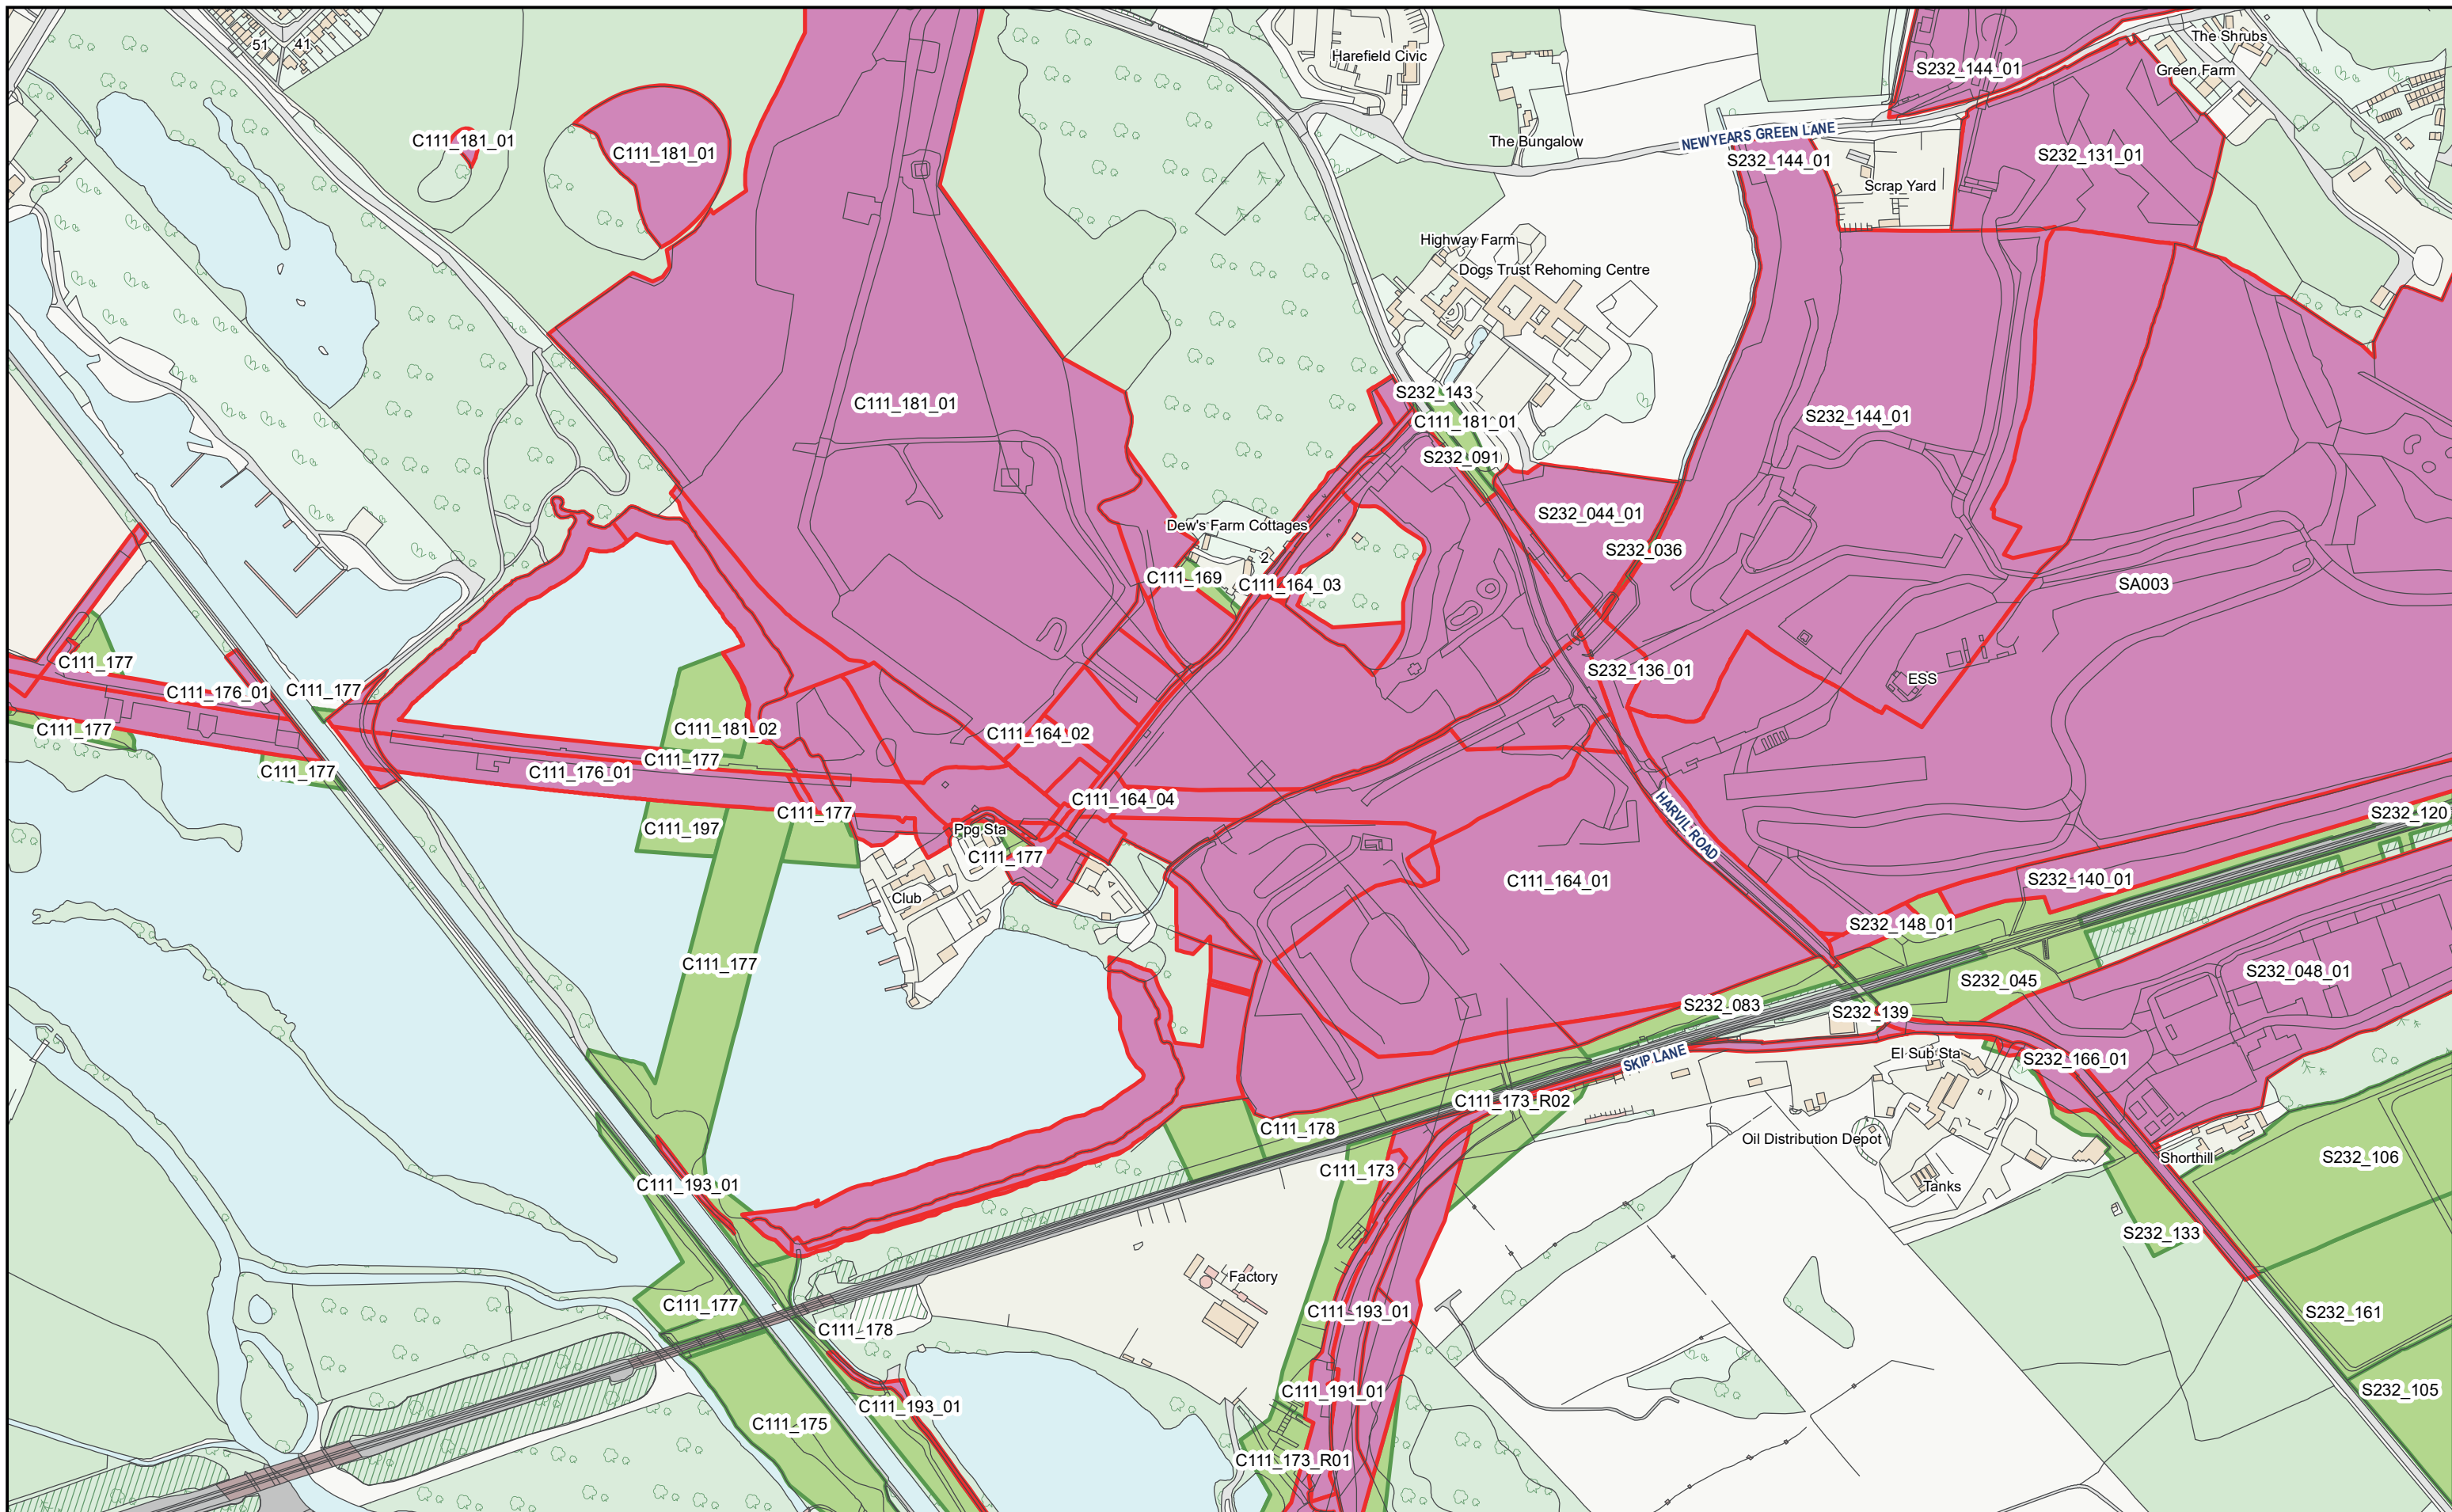 51
41
Harefield Civic
The Shrubs
Green Farm
S232_144_01
C111_181_01
C111_181_01
The Bungalow
NEWYEARS GREEN LANE
S232_144_01
S232_131_01
Scrap Yard
Highway Farm
Dogs Trust Rehoming Centre
C111_181_01
S232_143
C111_181_01
S232_144_01
S232_091
S232_044_01
Dew's Farm Cottages
2
S232_036
C111_169
C111_164_03
SA003
C111_177
C111_176_01
C111_177
S232_136_01
ESS
C111_177
C111_181_02
C111_164_02
C111_177
C111_177
C111_176_01
C111_164_04
C111_197
C111_177
Ppg Sta
C111_177
HARVIL ROAD
S232_120
C111_164_01
S232_140_01
Club
S232_148_01
C111_177
S232_048_01
S232_045
S232_083
S232_139
SKIP LANE
El Sub Sta
S232_166_01
C111_173_R02
C111_178
Oil Distribution Depot
Shorthill
S232_106
C111_173
C111_193_01
Tanks
S232_133
Factory
C111_177
C111_193_01
S232_161
C111_178
C111_191_01
S232_105
C111_193_01
C111_175
C111_173_R01